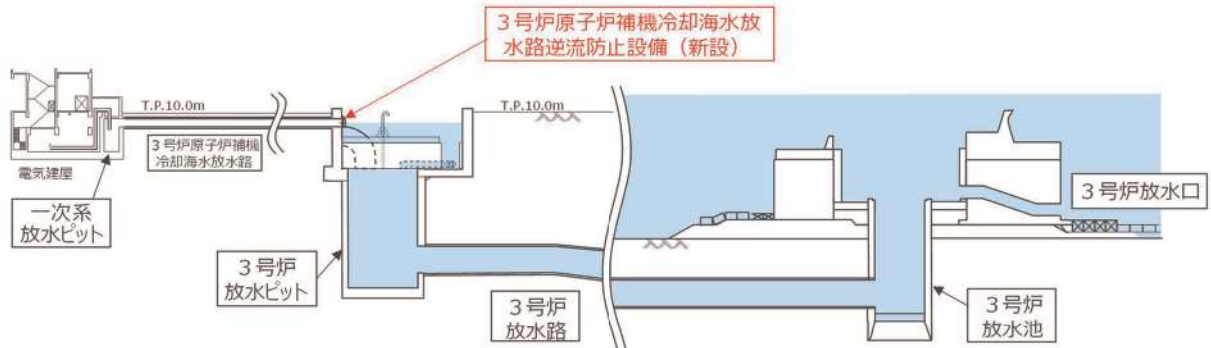 3号炉原子炉補機冷却海水放
水路逆流防止設備（新設）
T.P.10.0m
T.P.10.0m
3号炉原子炉補機
冷却海水放水路
電気建屋
一次系
放水ピット
3号炉
放水ピット
3号炉
放水路
3号炉放水口
3号炉
放水池